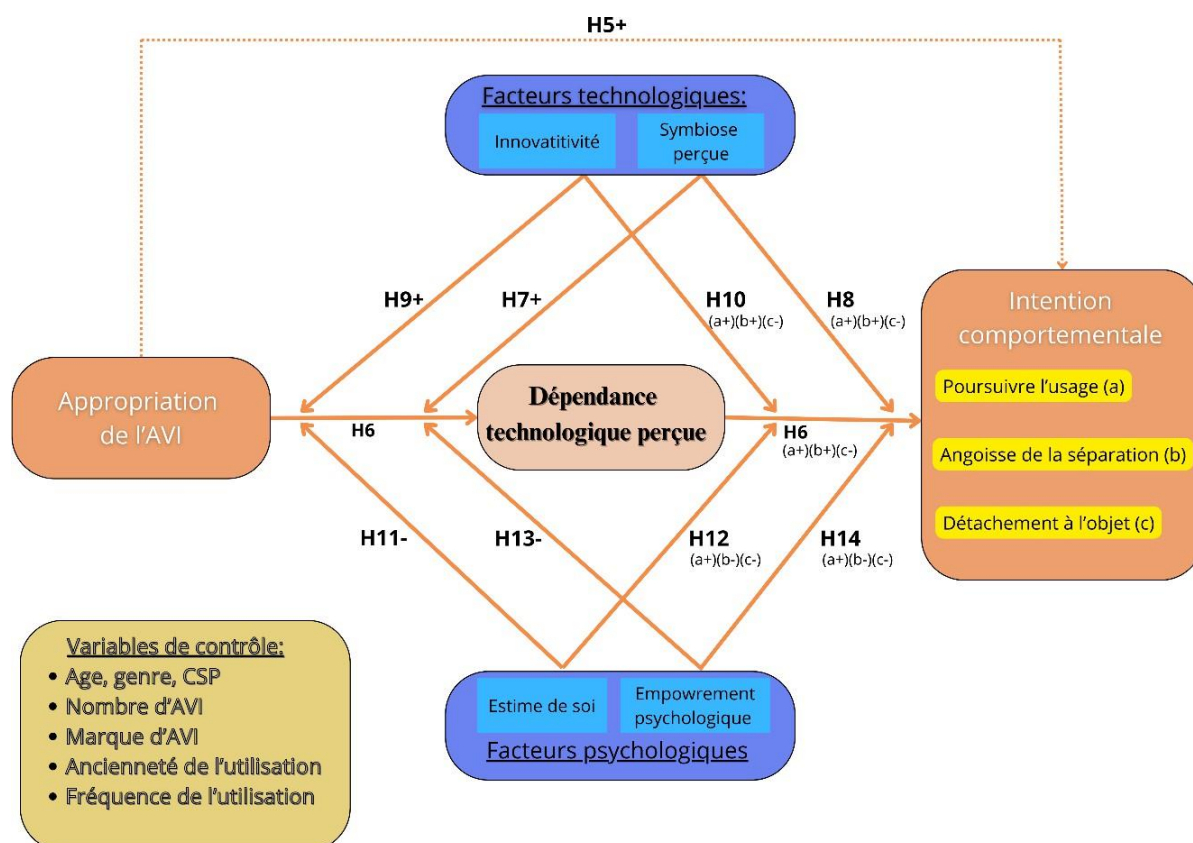 H5+
Facteurs technologiques:
Innovatitivité
Symbiose
perçue
H9+
H7+
H10
(a+)(b+)(c-)
H8
(a+)(b+)(c-)
Intention
comportementale
Poursuivre l'usage (a)
Angoisse de la séparation (b)
Détachement à l'objet (c)
Appropriation
de l'AVI
H6
Dépendance
technologique perçue
H6
(a+)(b+)(c-)
H11-
H13-
H12
(a+)(b-)(c-)
H14
(a+)(b-)(c-)
Estime de soi
Empowrement
psychologique
Facteurs psychologiques
Variables de contrôle:
• Age, genre, CSP
• Nombre d'AVI
• Marque d'AVI
• Ancienneté de l'utilisation
• Fréquence de l'utilisation